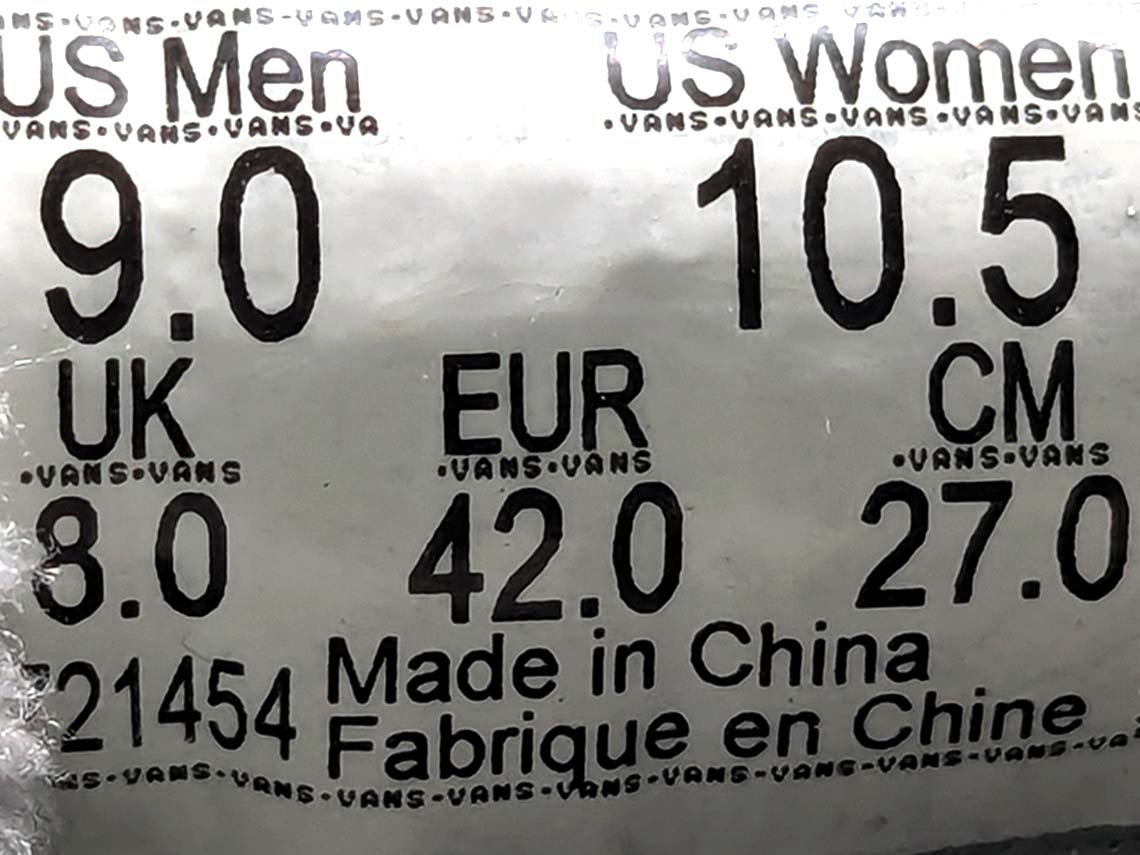 VANS-VANS-VANS-VANS-VANS
US Men US Women
VANS•VANS•VANS•VA •VANS•VANS•VANS•VANS•VANS
9.0 10.5
UK EUR CM
•VANS•VANS •VANS•VANS •VANS•VANS
8.0 42.0 27.0
21454 Made in China
Fabrique en Chine
VANS•VANS•VANS•VANS-VANS-VANS-VANS-VANS-VANS-VA